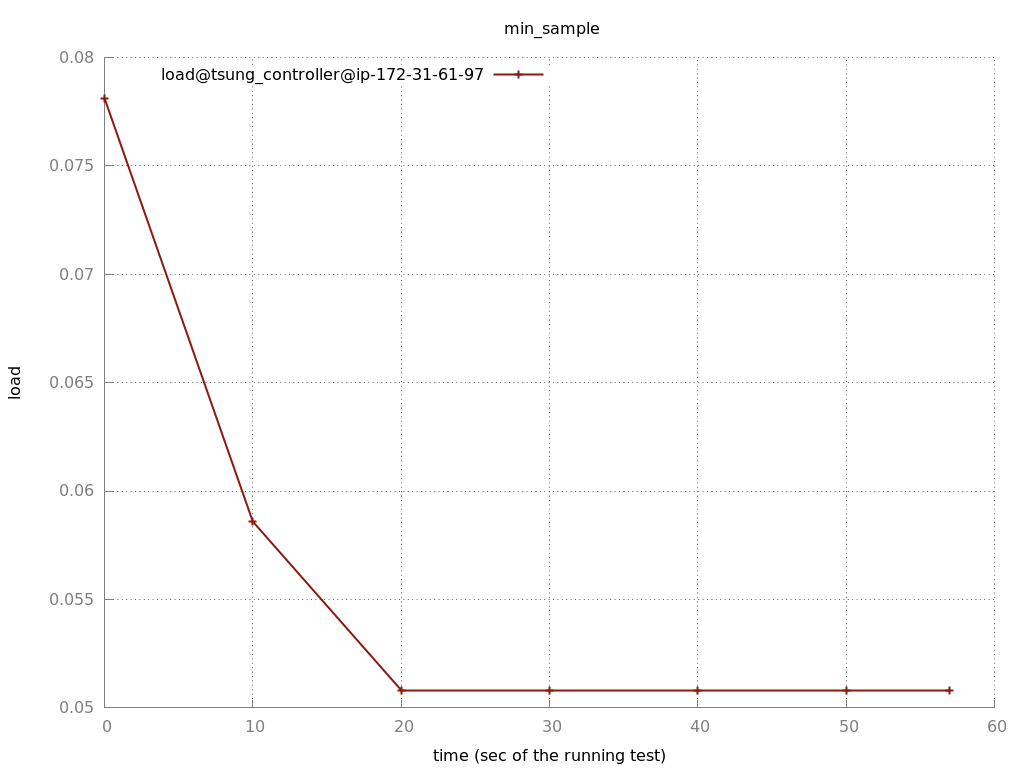 min_sample
load@tsung_controller@ip-172-31-61-97
0.08
0.075
0.07
0.065
0.06
0.055
0.05
load
0 10 20 30 40 50 60
time (sec of the running test)